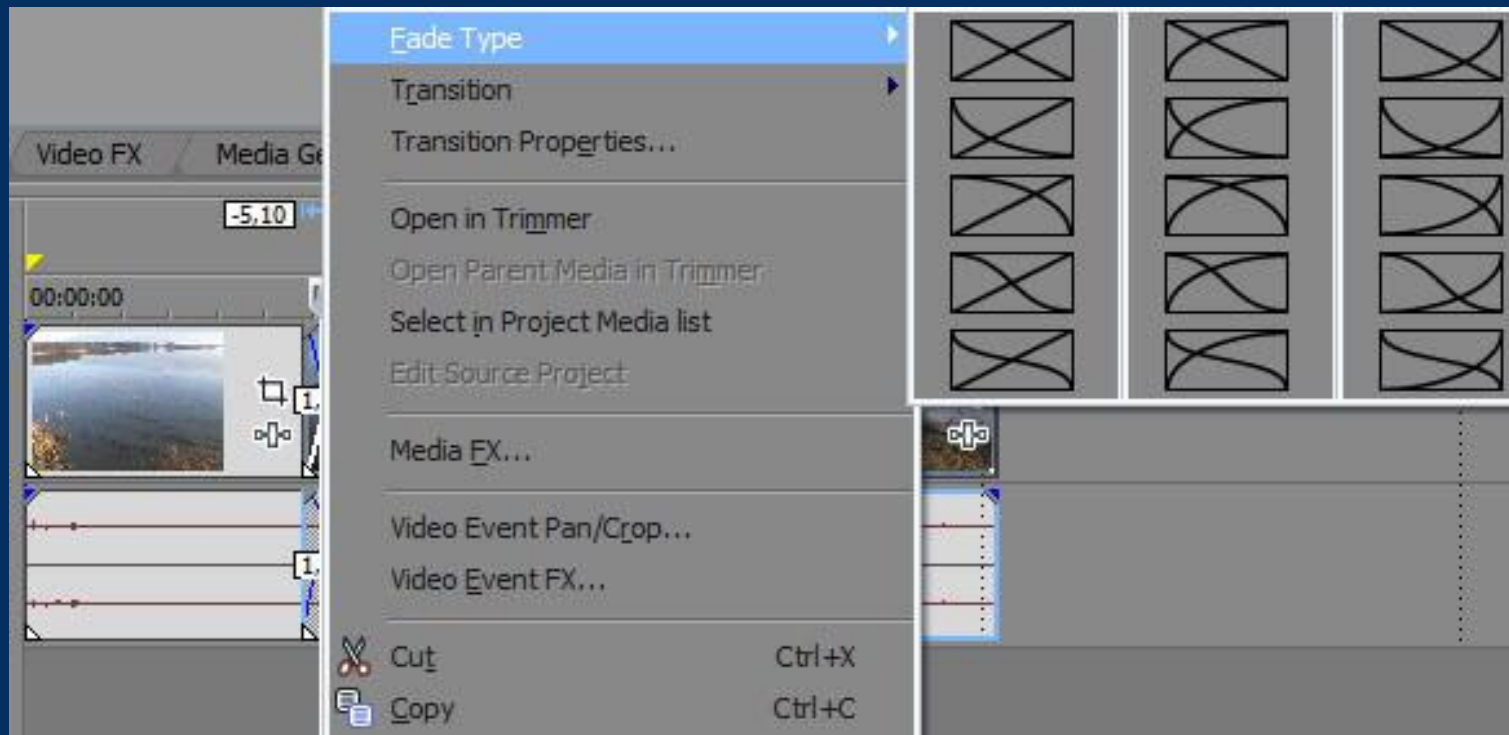 Fade Type
Transition
Transition Properties...
Video FX
Open in Trimmer
-5,10
Open Parent Media in Trimmer
00:00:00
Select in Project Media list
Edit Source Project
Media FX...
Video Event Pan/Crop...
Video Event FX...
Cut Ctrl+X
Copy Ctrl+C